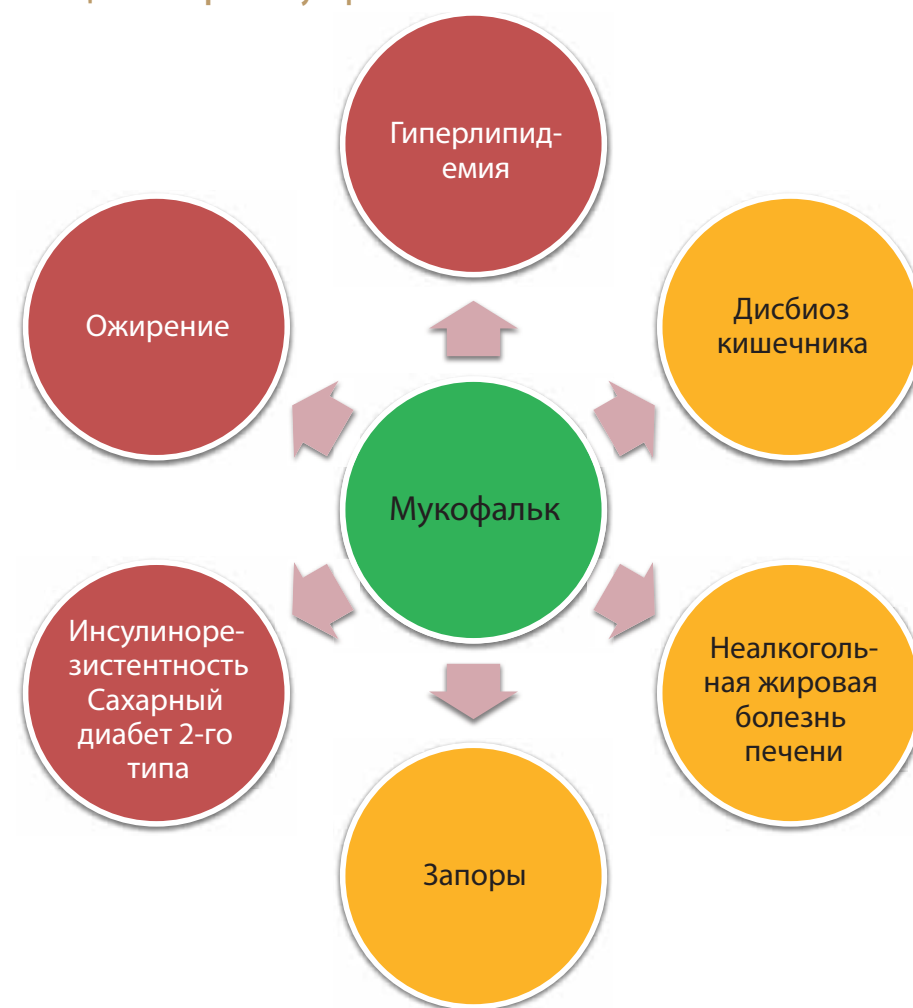 Гиперлипид-
емия
Ожирение
Дисбиоз
кишечника
Мукофальк
Инсулиноре-
зистентность
Сахарный
диабет 2-го
типа
Неалкоголь-
ная жировая
болезнь
печени
Запоры